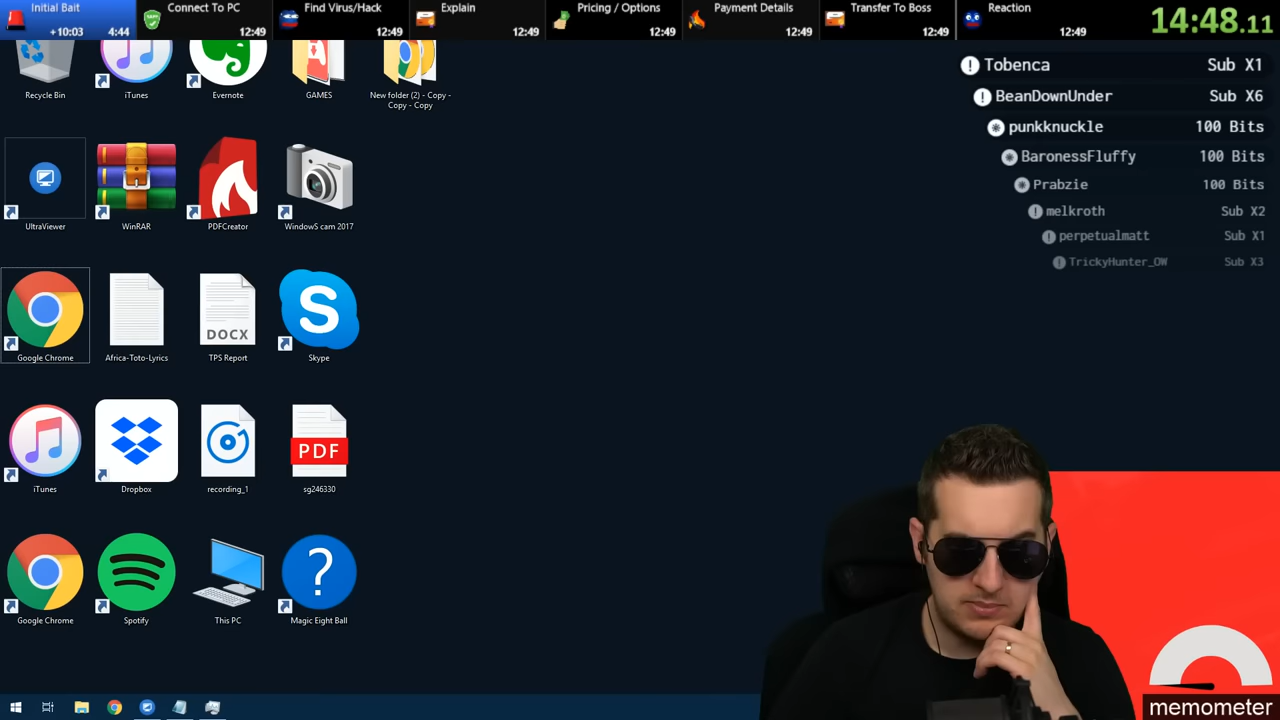 Initial Bait
+10:03 4:44
Connect To PC
12:49
Find Virus/Hack
12:49
Explain
12:49
Pricing / Options
12:49
Payment Details
12:49
Transfer To Boss
12:49
Reaction
12:49
14:48.11
Tobenca Sub X1
BeanDownUnder Sub X6
punkknuckle 100 Bits
BaronessFluffy 100 Bits
Prabzie 100 Bits
melkroth Sub X2
perpetualmatt Sub X1
TrickyHunter_OW Sub X3
Recycle Bin
iTunes
Evernote
GAMES
New folder (2) - Copy -
Copy - Copy
UltraViewer
WinRAR
PDFCreator
WindowS cam 2017
Google Chrome
Africa-Toto-Lyrics
DOCX
TPS Report
S
Skype
iTunes
Dropbox
recording_1
PDF
sg246330
Google Chrome
Spotify
This PC
?
Magic Eight Ball
memometer